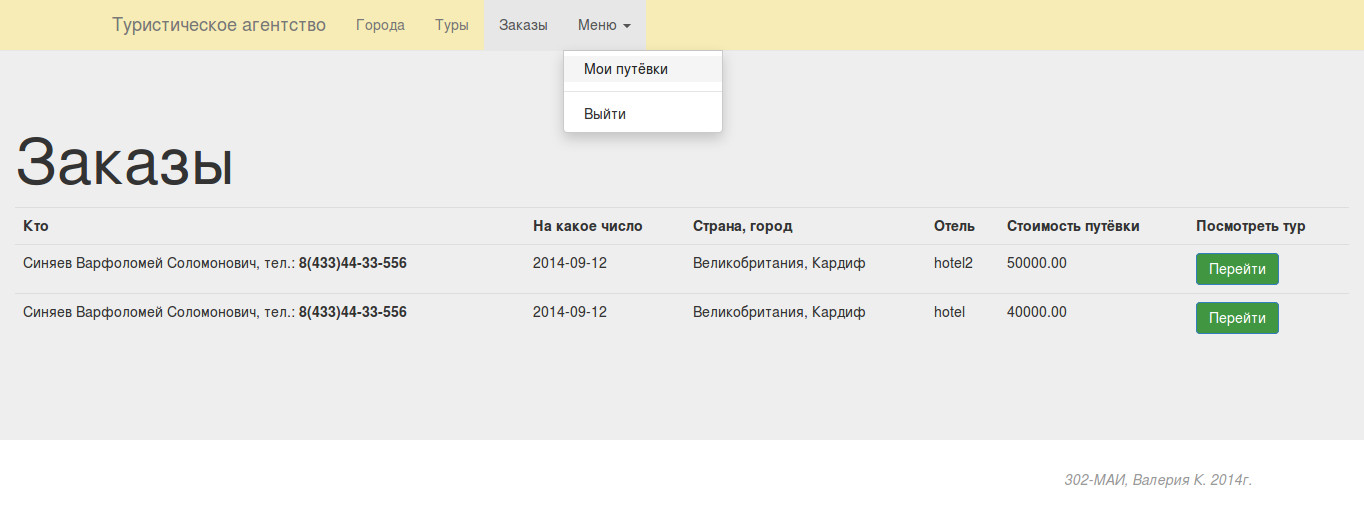 Туристическое агентство Города Туры Заказы Меню
Мои путёвки
Выйти
Заказы
Кто На какое число Страна, город Отель Стоимость путёвки Посмотреть тур
Синяев Варфоломей Соломонович, тел.: 8(433)44-33-556 2014-09-12 Великобритания, Кардиф hotel2 50000.00 Перейти
Синяев Варфоломей Соломонович, тел.: 8(433)44-33-556 2014-09-12 Великобритания, Кардиф hotel 40000.00 Перейти
302-МАИ, Валерия К. 2014г.